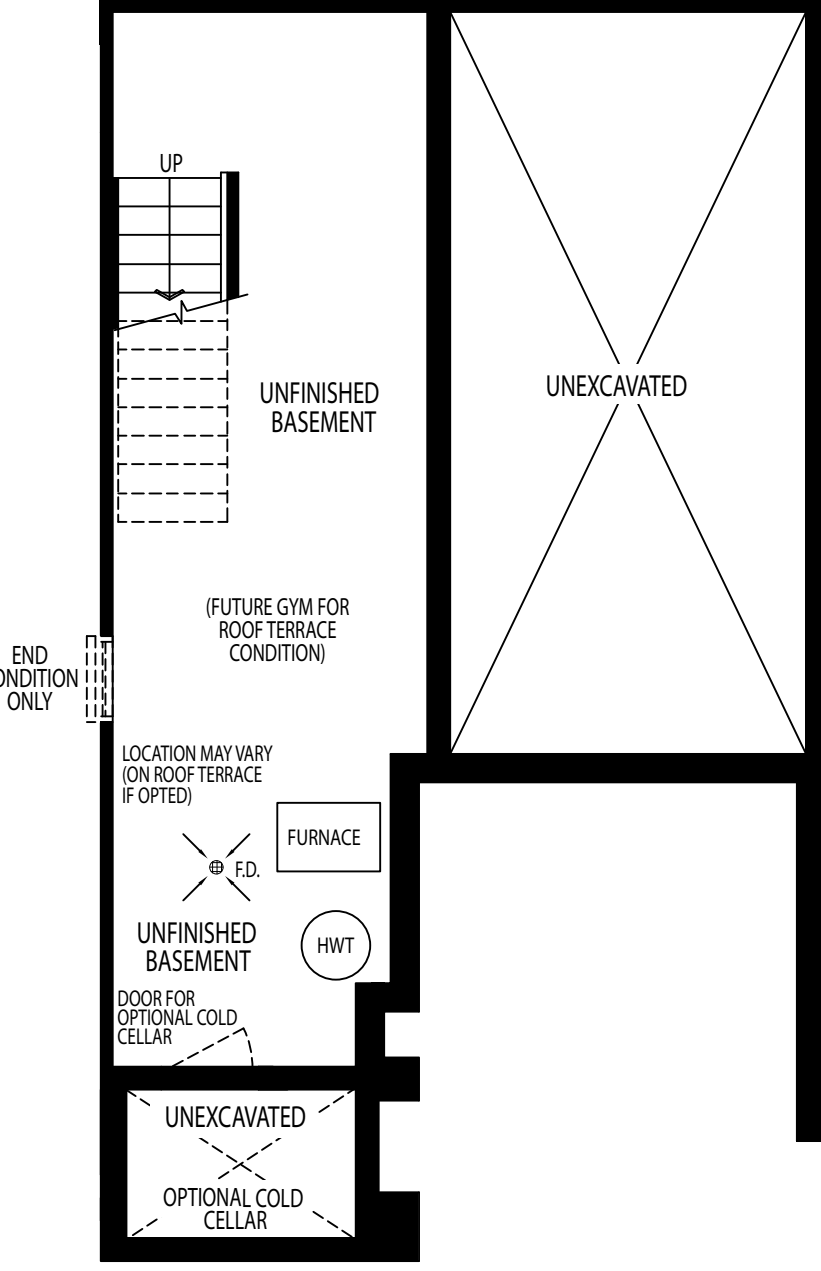 UP
UNFINISHED
BASEMENT
UNEXCAVATED
(FUTURE GYM FOR
ROOF TERRACE
CONDITION)
END
ONDITION
ONLY
LOCATION MAY VARY
(ON ROOF TERRACE
IF OPTED)
FURNACE
F.D.
UNFINISHED
BASEMENT
HWT
DOOR FOR
OPTIONAL COLD
CELLAR
UNEXCAVATED
OPTIONAL COLD
CELLAR